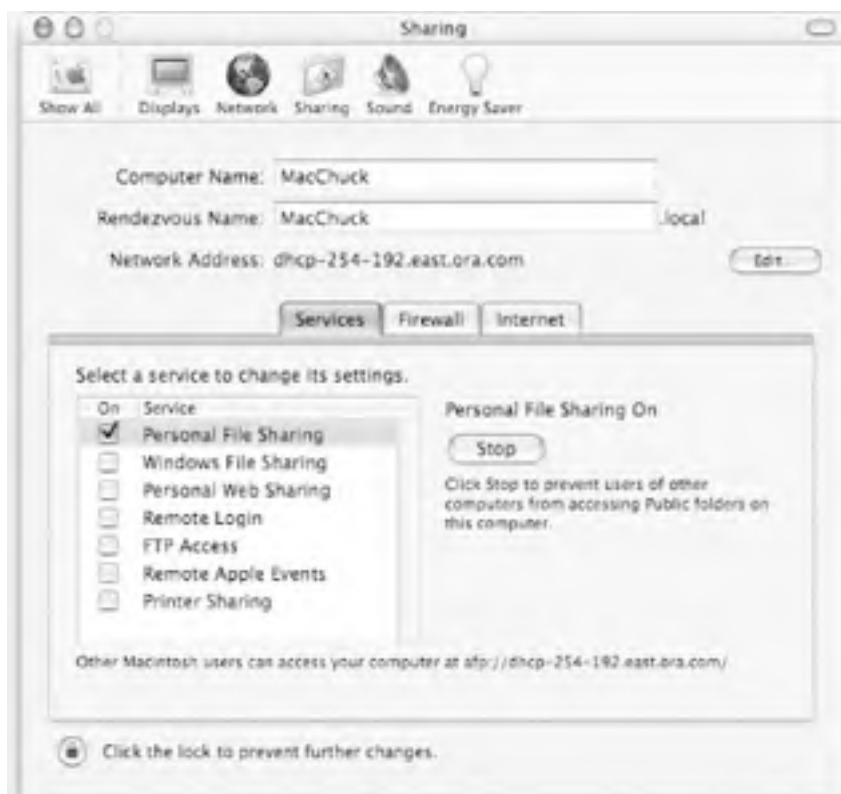 Sharing
Show All Displays Network Sharing Sound Energy Saver
Computer Name: MacChuck
Rendezvous Name: MacChuck .local
Network Address: dhcp-254-192.east.ora.com Edit...
Services Firewall Internet
Select a service to change its settings.
On Service
Personal File Sharing
Windows File Sharing
Personal Web Sharing
Remote Login
FTP Access
Remote Apple Events
Printer Sharing
Personal File Sharing On
Stop
Click Stop to prevent users of other
computers from accessing Public folders on
this computer.
Other Macintosh users can access your computer at afp://dhcp-254-192.east.ora.com/
Click the lock to prevent further changes.